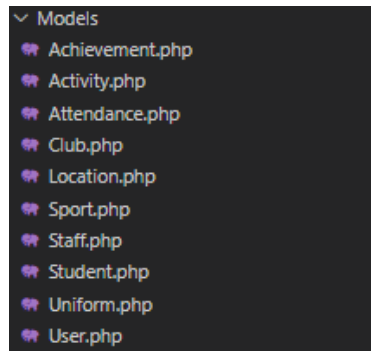 Models
Achievement.php
Activity.php
Attendance.php
Club.php
Location.php
Sport.php
Staff.php
Student.php
Uniform.php
User.php